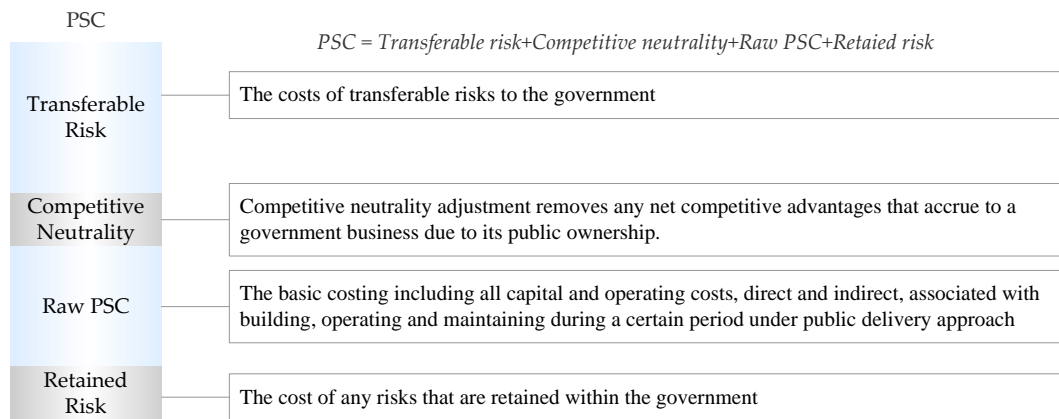 PSC
PSC = Transferable risk+Competitive neutrality+Raw PSC+Retaied risk
Transferable
Risk
The costs of transferable risks to the government
Competitive
Neutrality
Competitive neutrality adjustment removes any net competitive advantages that accrue to a
government business due to its public ownership.
Raw PSC
The basic costing including all capital and operating costs, direct and indirect, associated with
building, operating and maintaining during a certain period under public delivery approach
Retained
Risk
The cost of any risks that are retained within the government